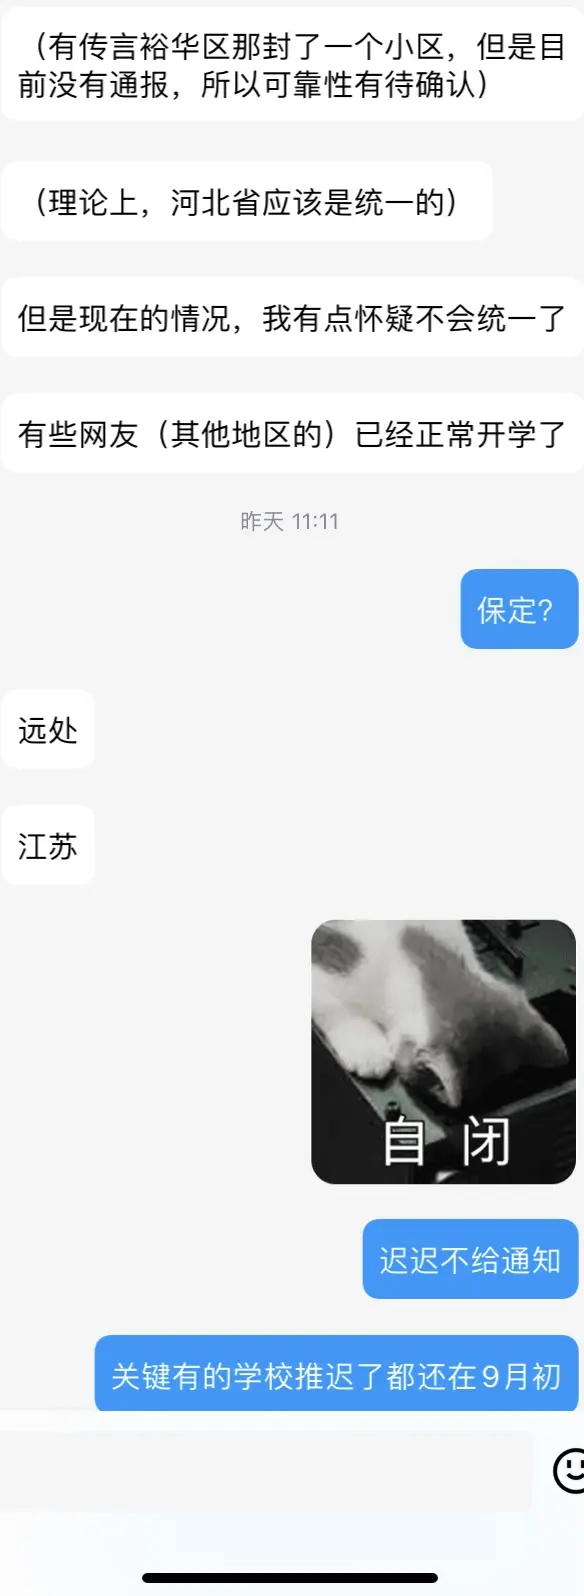 （有传言裕华区那封了一个小区，但是目
前没有通报，所以可靠性有待确认）
（理论上，河北省应该是统一的）
但是现在的情况，我有点怀疑不会统一了
有些网友（其他地区的）已经正常开学了
昨天 11:11
保定？
远处
江苏
自 闭
迟迟不给通知
关键有的学校推迟了都还在9月初